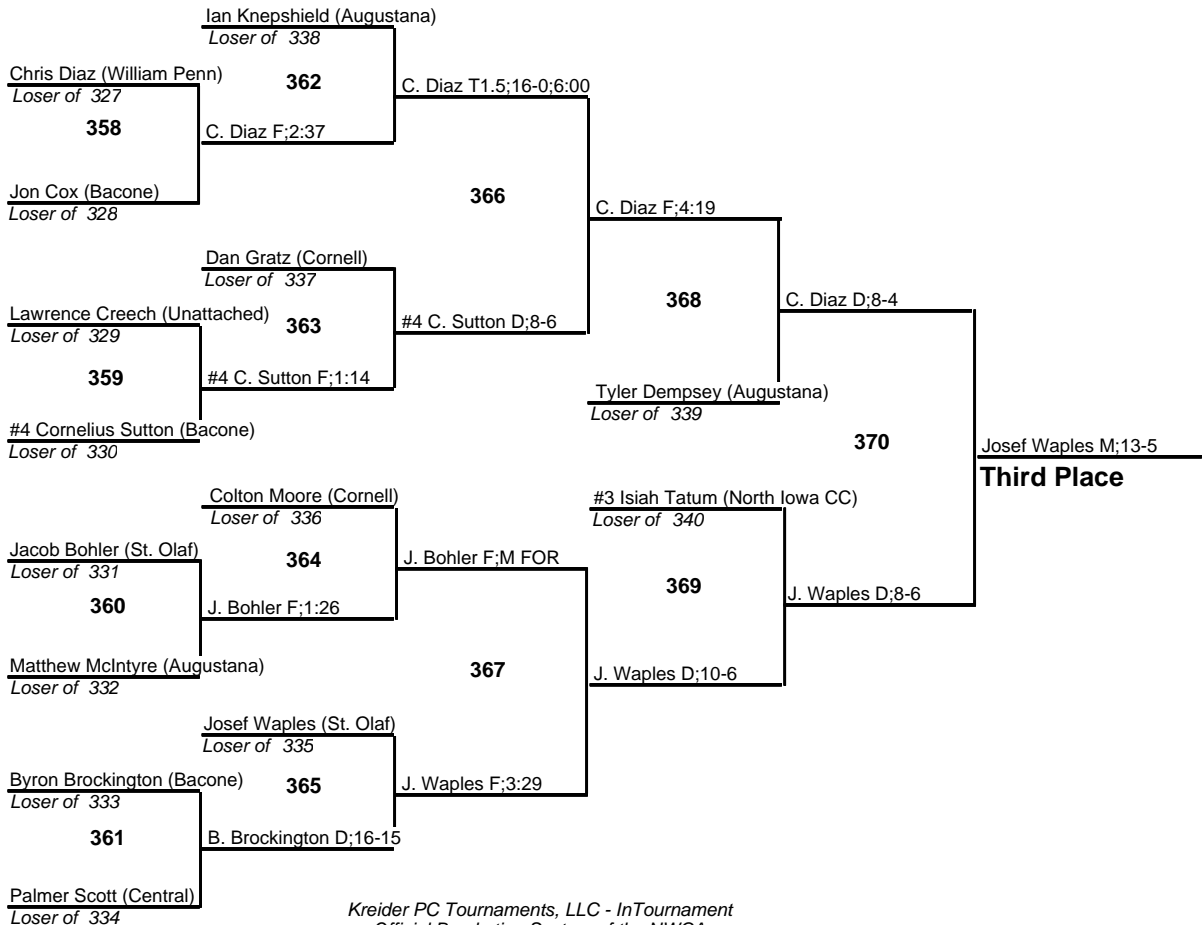 Ian Knepshield (Augustana)
Loser of 338
Chris Diaz (William Penn)
Loser of 327
362
C. Diaz T1.5;16-0;6:00
358
C. Diaz F;2:37
Jon Cox (Bacone)
Loser of 328
366
C. Diaz F;4:19
Dan Gratz (Cornell)
Loser of 337
Lawrence Creech (Unattached)
Loser of 329
363
#4 C. Sutton D;8-6
368
C. Diaz D;8-4
359
#4 C. Sutton F;1:14
Tyler Dempsey (Augustana)
Loser of 339
#4 Cornelius Sutton (Bacone)
Loser of 330
370
Josef Waples M;13-5
Third Place
Colton Moore (Cornell)
Loser of 336
#3 Isiah Tatum (North Iowa CC)
Loser of 340
Jacob Bohler (St. Olaf)
Loser of 331
364
J. Bohler F;M FOR
369
J. Waples D;8-6
360
J. Bohler F;1:26
Matthew McIntyre (Augustana)
Loser of 332
367
J. Waples D;10-6
Josef Waples (St. Olaf)
Loser of 335
Byron Brockington (Bacone)
Loser of 333
365
J. Waples F;3:29
361
B. Brockington D;16-15
Palmer Scott (Central)
Loser of 334
Kreider PC Tournaments, LLC - InTournament